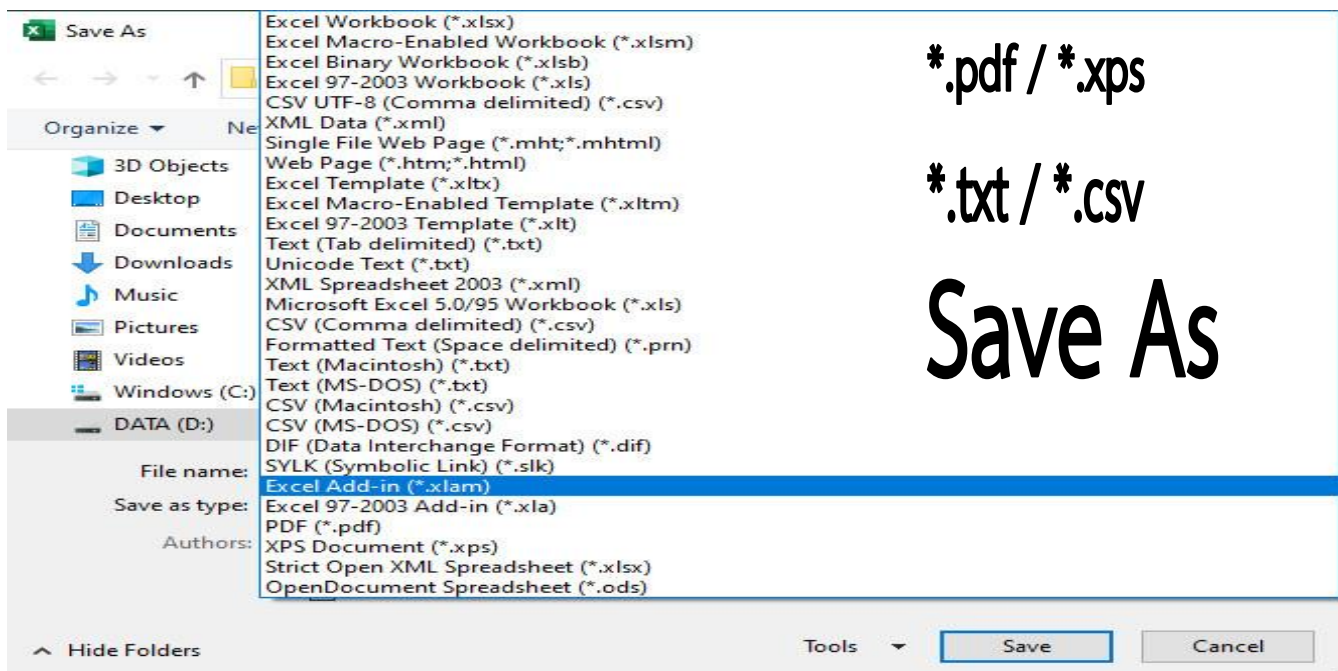 Save As
Organize
Ne
3D Objects
Desktop
Documents
Downloads
Music
Pictures
Videos
Windows (C:)
DATA (D:)
File name:
Save as type:
Authors:
Excel Workbook (*.xlsx)
Excel Macro-Enabled Workbook (*.xlsm)
Excel Binary Workbook (*.xlsb)
Excel 97-2003 Workbook (*.xls)
CSV UTF-8 (Comma delimited) (*.csv)
XML Data (*.xml)
Single File Web Page (*.mht;*.mhtml)
Web Page (*.htm;*.html)
Excel Template (*.xltx)
Excel Macro-Enabled Template (*.xltm)
Excel 97-2003 Template (*.xlt)
Text (Tab delimited) (*.txt)
Unicode Text (*.txt)
XML Spreadsheet 2003 (*.xml)
Microsoft Excel 5.0/95 Workbook (*.xls)
CSV (Comma delimited) (*.csv)
Formatted Text (Space delimited) (*.prn)
Text (Macintosh) (*.txt)
Text (MS-DOS) (*.txt)
CSV (Macintosh) (*.csv)
CSV (MS-DOS) (*.csv)
DIF (Data Interchange Format) (*.dif)
SYLK (Symbolic Link) (*.slk)
Excel Add-in (*.xlam)
Excel 97-2003 Add-in (*.xla)
PDF (*.pdf)
XPS Document (*.xps)
Strict Open XML Spreadsheet (*.xlsx)
OpenDocument Spreadsheet (*.ods)
*.pdf / *.xps
*.txt / *.csv
Save As
Hide Folders
Tools
Save
Cancel